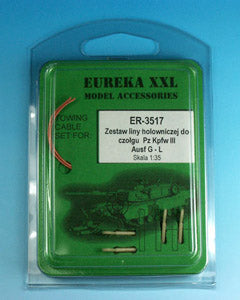 EUREKA XXL
MODEL ACCESSORIES
TOWING
CABLE
SET FOR:
ER-3517
Zestaw liny holowniczej do
czołgu Pz Kpfw III
Ausf G - L
Skala 1:35